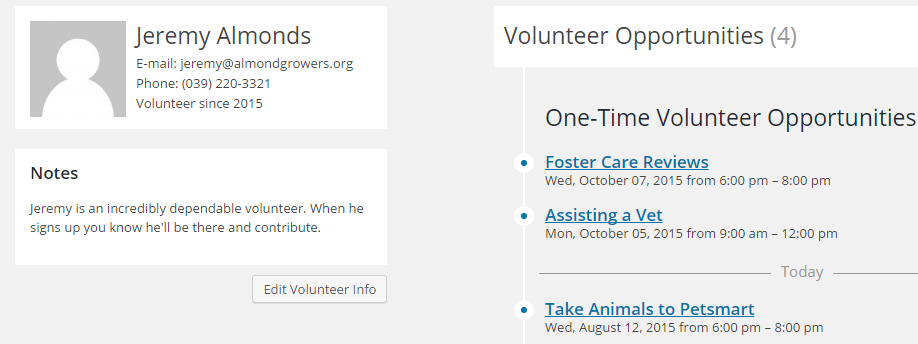 Jeremy Almonds
E-mail: jeremy@almondgrowers.org
Phone: (039) 220-3321
Volunteer since 2015
Notes
Jeremy is an incredibly dependable volunteer. When he
signs up you know he'll be there and contribute.
Edit Volunteer Info
Volunteer Opportunities (4)
One-Time Volunteer Opportunities
Foster Care Reviews
Wed, October 07, 2015 from 6:00 pm – 8:00 pm
Assisting a Vet
Mon, October 05, 2015 from 9:00 am – 12:00 pm
Today
Take Animals to Petsmart
Wed, August 12, 2015 from 6:00 pm – 8:00 pm